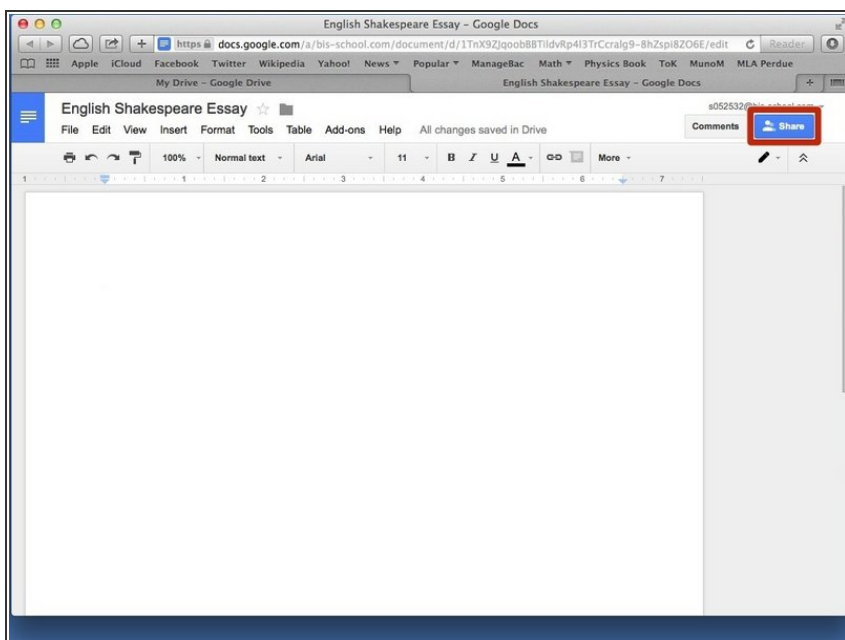 English Shakespeare Essay – Google Docs
https docs.google.com/a/bis-school.com/document/d/ /edit Reader
Apple iCloud Facebook Twitter Wikipedia Yahoo! News Popular ManageBac Math Physics Book ToK MunoM MLA Perdue
My Drive – Google Drive English Shakespeare Essay – Google Docs
English Shakespeare Essay
File Edit View Insert Format Tools Table Add-ons Help All changes saved in Drive Comments Share
100% Normal text Arial 11 B I U A More
1 1 2 3 4 5 6 7